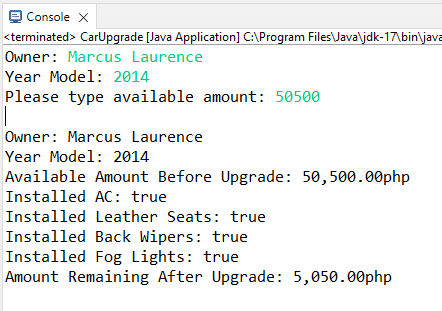 Console
<terminated> CarUpgrade [Java Application] C:\Program Files\Java\jdk-17\bin\java
Owner: Marcus Laurence
Year Model: 2014
Please type available amount: 50500
Owner: Marcus Laurence
Year Model: 2014
Available Amount Before Upgrade: 50,500.00php
Installed AC: true
Installed Leather Seats: true
Installed Back Wipers: true
Installed Fog Lights: true
Amount Remaining After Upgrade: 5,050.00php